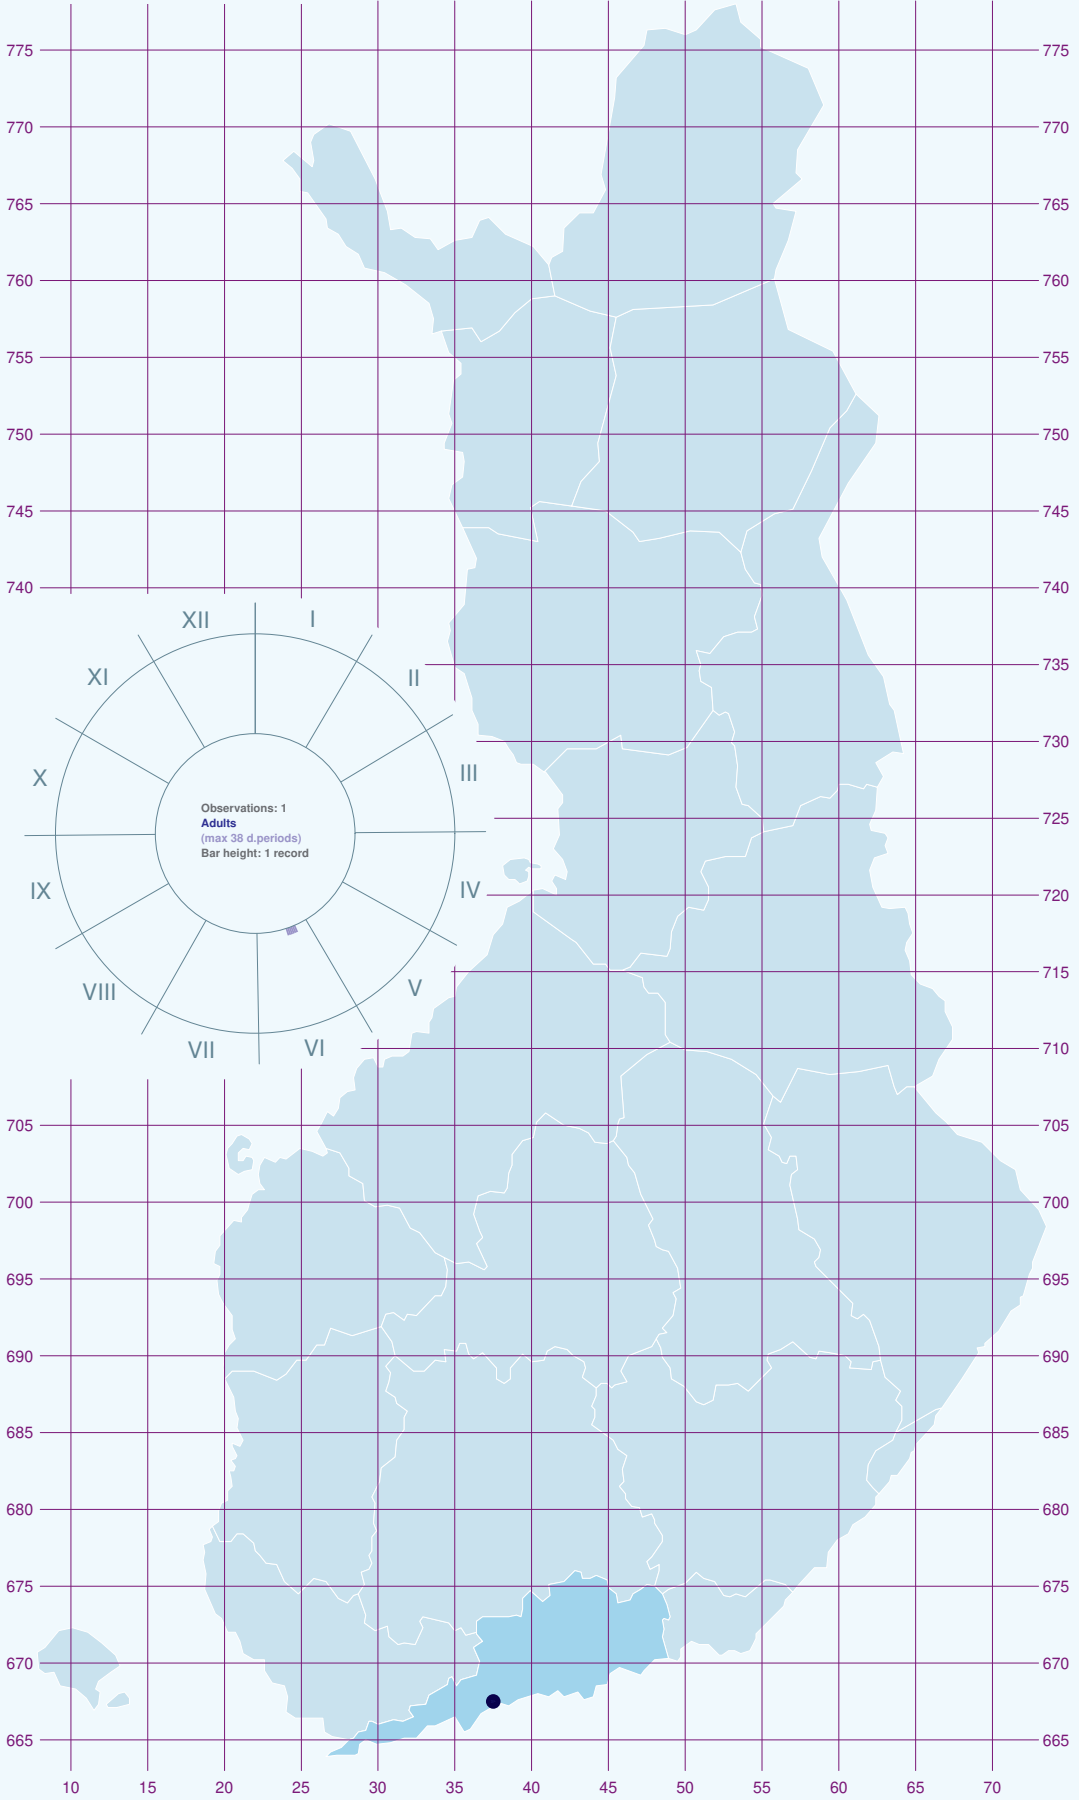 775 775
770 770
765 765
760 760
755 755
750 750
745 745
740 740
XII I
XI II
735
730
X III
725
Observations: 1
Adults
(max 38 d.periods)
Bar height: 1 record
IX IV
720
715
VIII V
VII VI
710
705 705
700 700
695 695
690 690
685 685
680 680
675 675
670 670
665 665
10 15 20 25 30 35 40 45 50 55 60 65 70